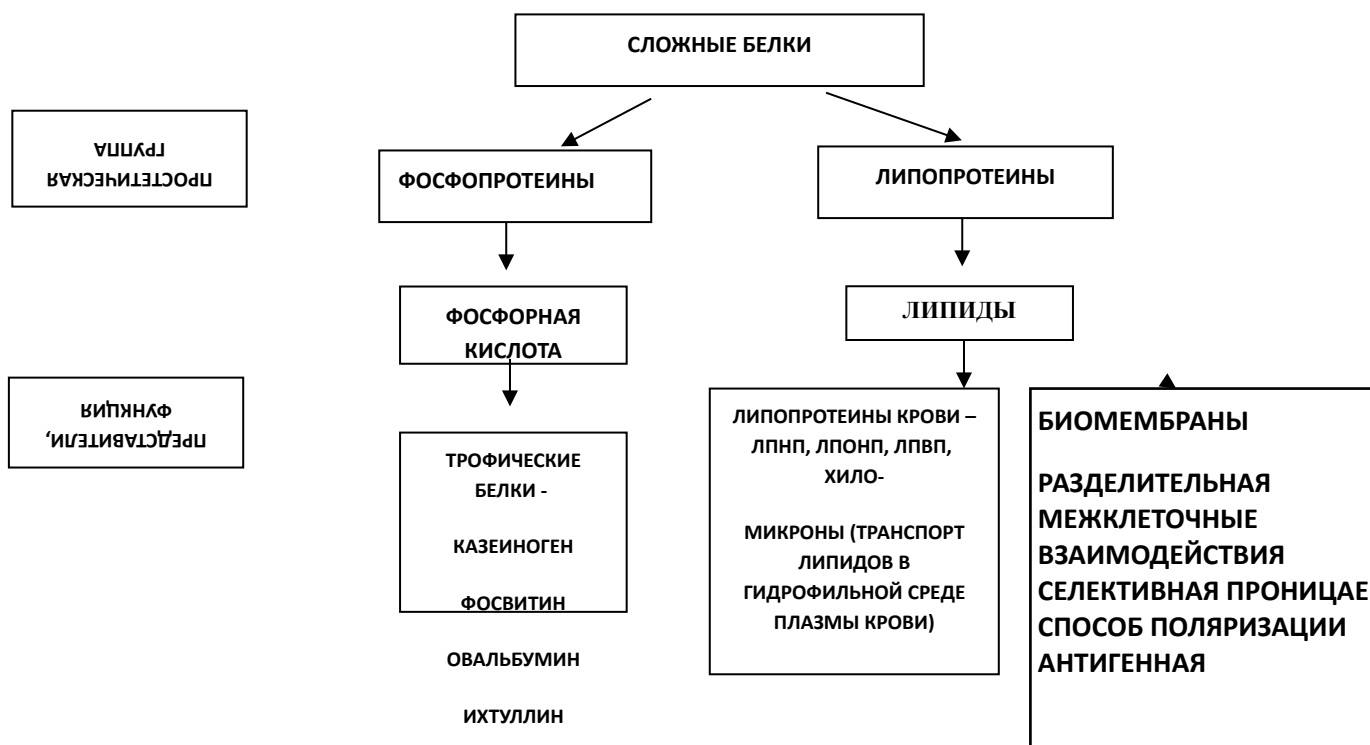 СЛОЖНЫЕ БЕЛКИ
ПРОСТЕТИЧЕСКАЯ
ГРУППА
ФОСФОПРОТЕИНЫ
ЛИПОПРОТЕИНЫ
ФОСФОРНАЯ
КИСЛОТА
ЛИПИДЫ
ПРЕДСТАВИТЕЛИ,
ФУНКЦИЯ
ТРОФИЧЕСКИЕ
БЕЛКИ -
КАЗЕИНОГЕН
ФОСВИТИН
ОВАЛЬБУМИН
ИХТУЛЛИН
ЛИПОПРОТЕИНЫ КРОВИ –
ЛПНП, ЛПОНП, ЛПВП,
ХИЛО-
МИКРОНЫ (ТРАНСПОРТ
ЛИПИДОВ В
ГИДРОФИЛЬНОЙ СРЕДЕ
ПЛАЗМЫ КРОВИ)
БИОМЕМБРАНЫ
РАЗДЕЛИТЕЛЬНАЯ
МЕЖКЛЕТОЧНЫЕ
ВЗАИМОДЕЙСТВИЯ
СЕЛЕКТИВНАЯ ПРОНИЦАЕ
СПОСОБ ПОЛЯРИЗАЦИИ
АНТИГЕННАЯ